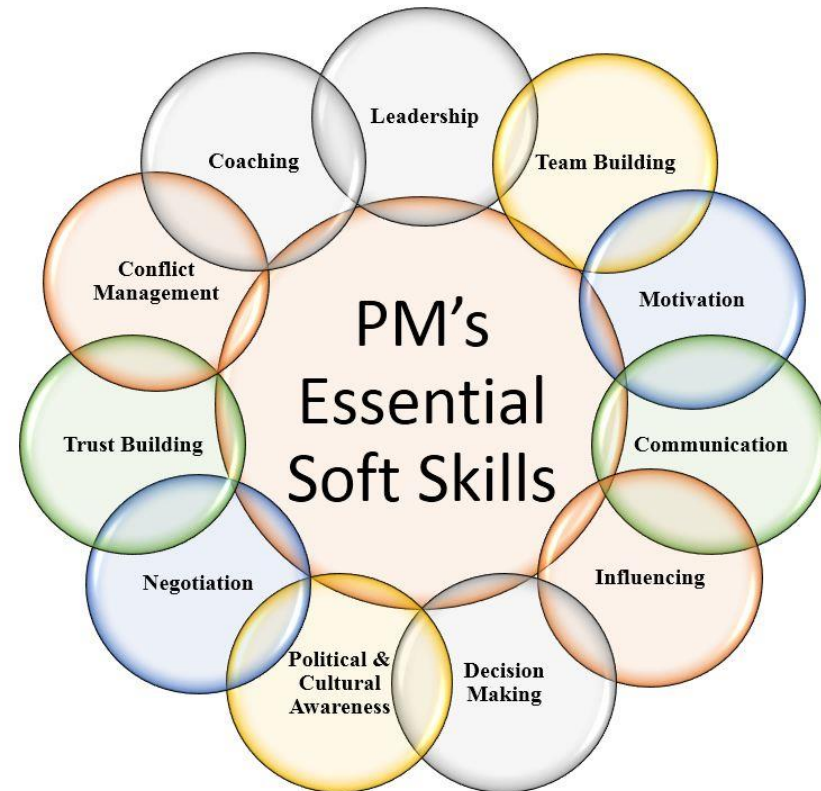 PM’s
Essential
Soft Skills
Leadership
Team Building
Motivation
Communication
Influencing
Decision
Making
Political &
Cultural
Awareness
Negotiation
Trust Building
Conflict
Management
Coaching